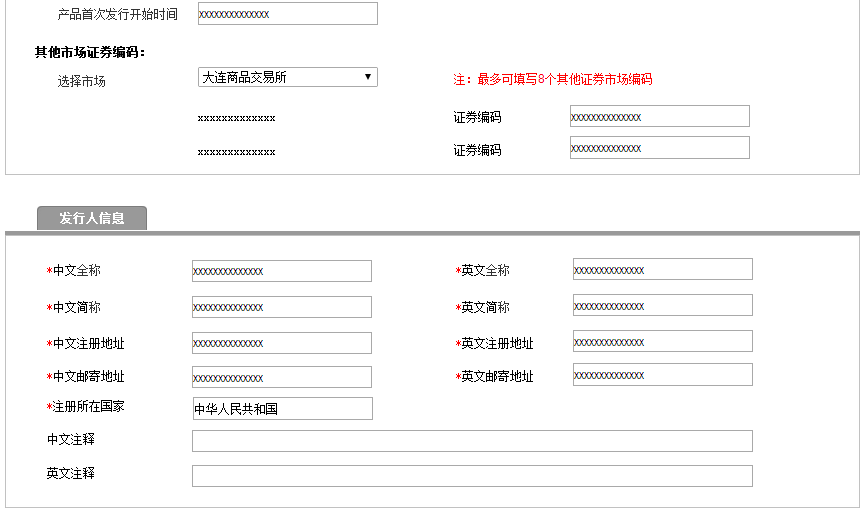 产品首次发行开始时间 XXXXXXXXXXXXXX
其他市场证券编码：
选择市场 大连商品交易所 注：最多可填写8个其他证券市场编码
xxxxxxxxxxxxx 证券编码 XXXXXXXXXXXXXX
xxxxxxxxxxxxx 证券编码 XXXXXXXXXXXXXX
发行人信息
*中文全称 XXXXXXXXXXXXXX *英文全称 XXXXXXXXXXXXXX
*中文简称 XXXXXXXXXXXXXX *英文简称 XXXXXXXXXXXXXX
*中文注册地址 XXXXXXXXXXXXXX *英文注册地址 XXXXXXXXXXXXXX
*中文邮寄地址 XXXXXXXXXXXXXX *英文邮寄地址 XXXXXXXXXXXXXX
*注册所在国家 中华人民共和国
中文注释
英文注释